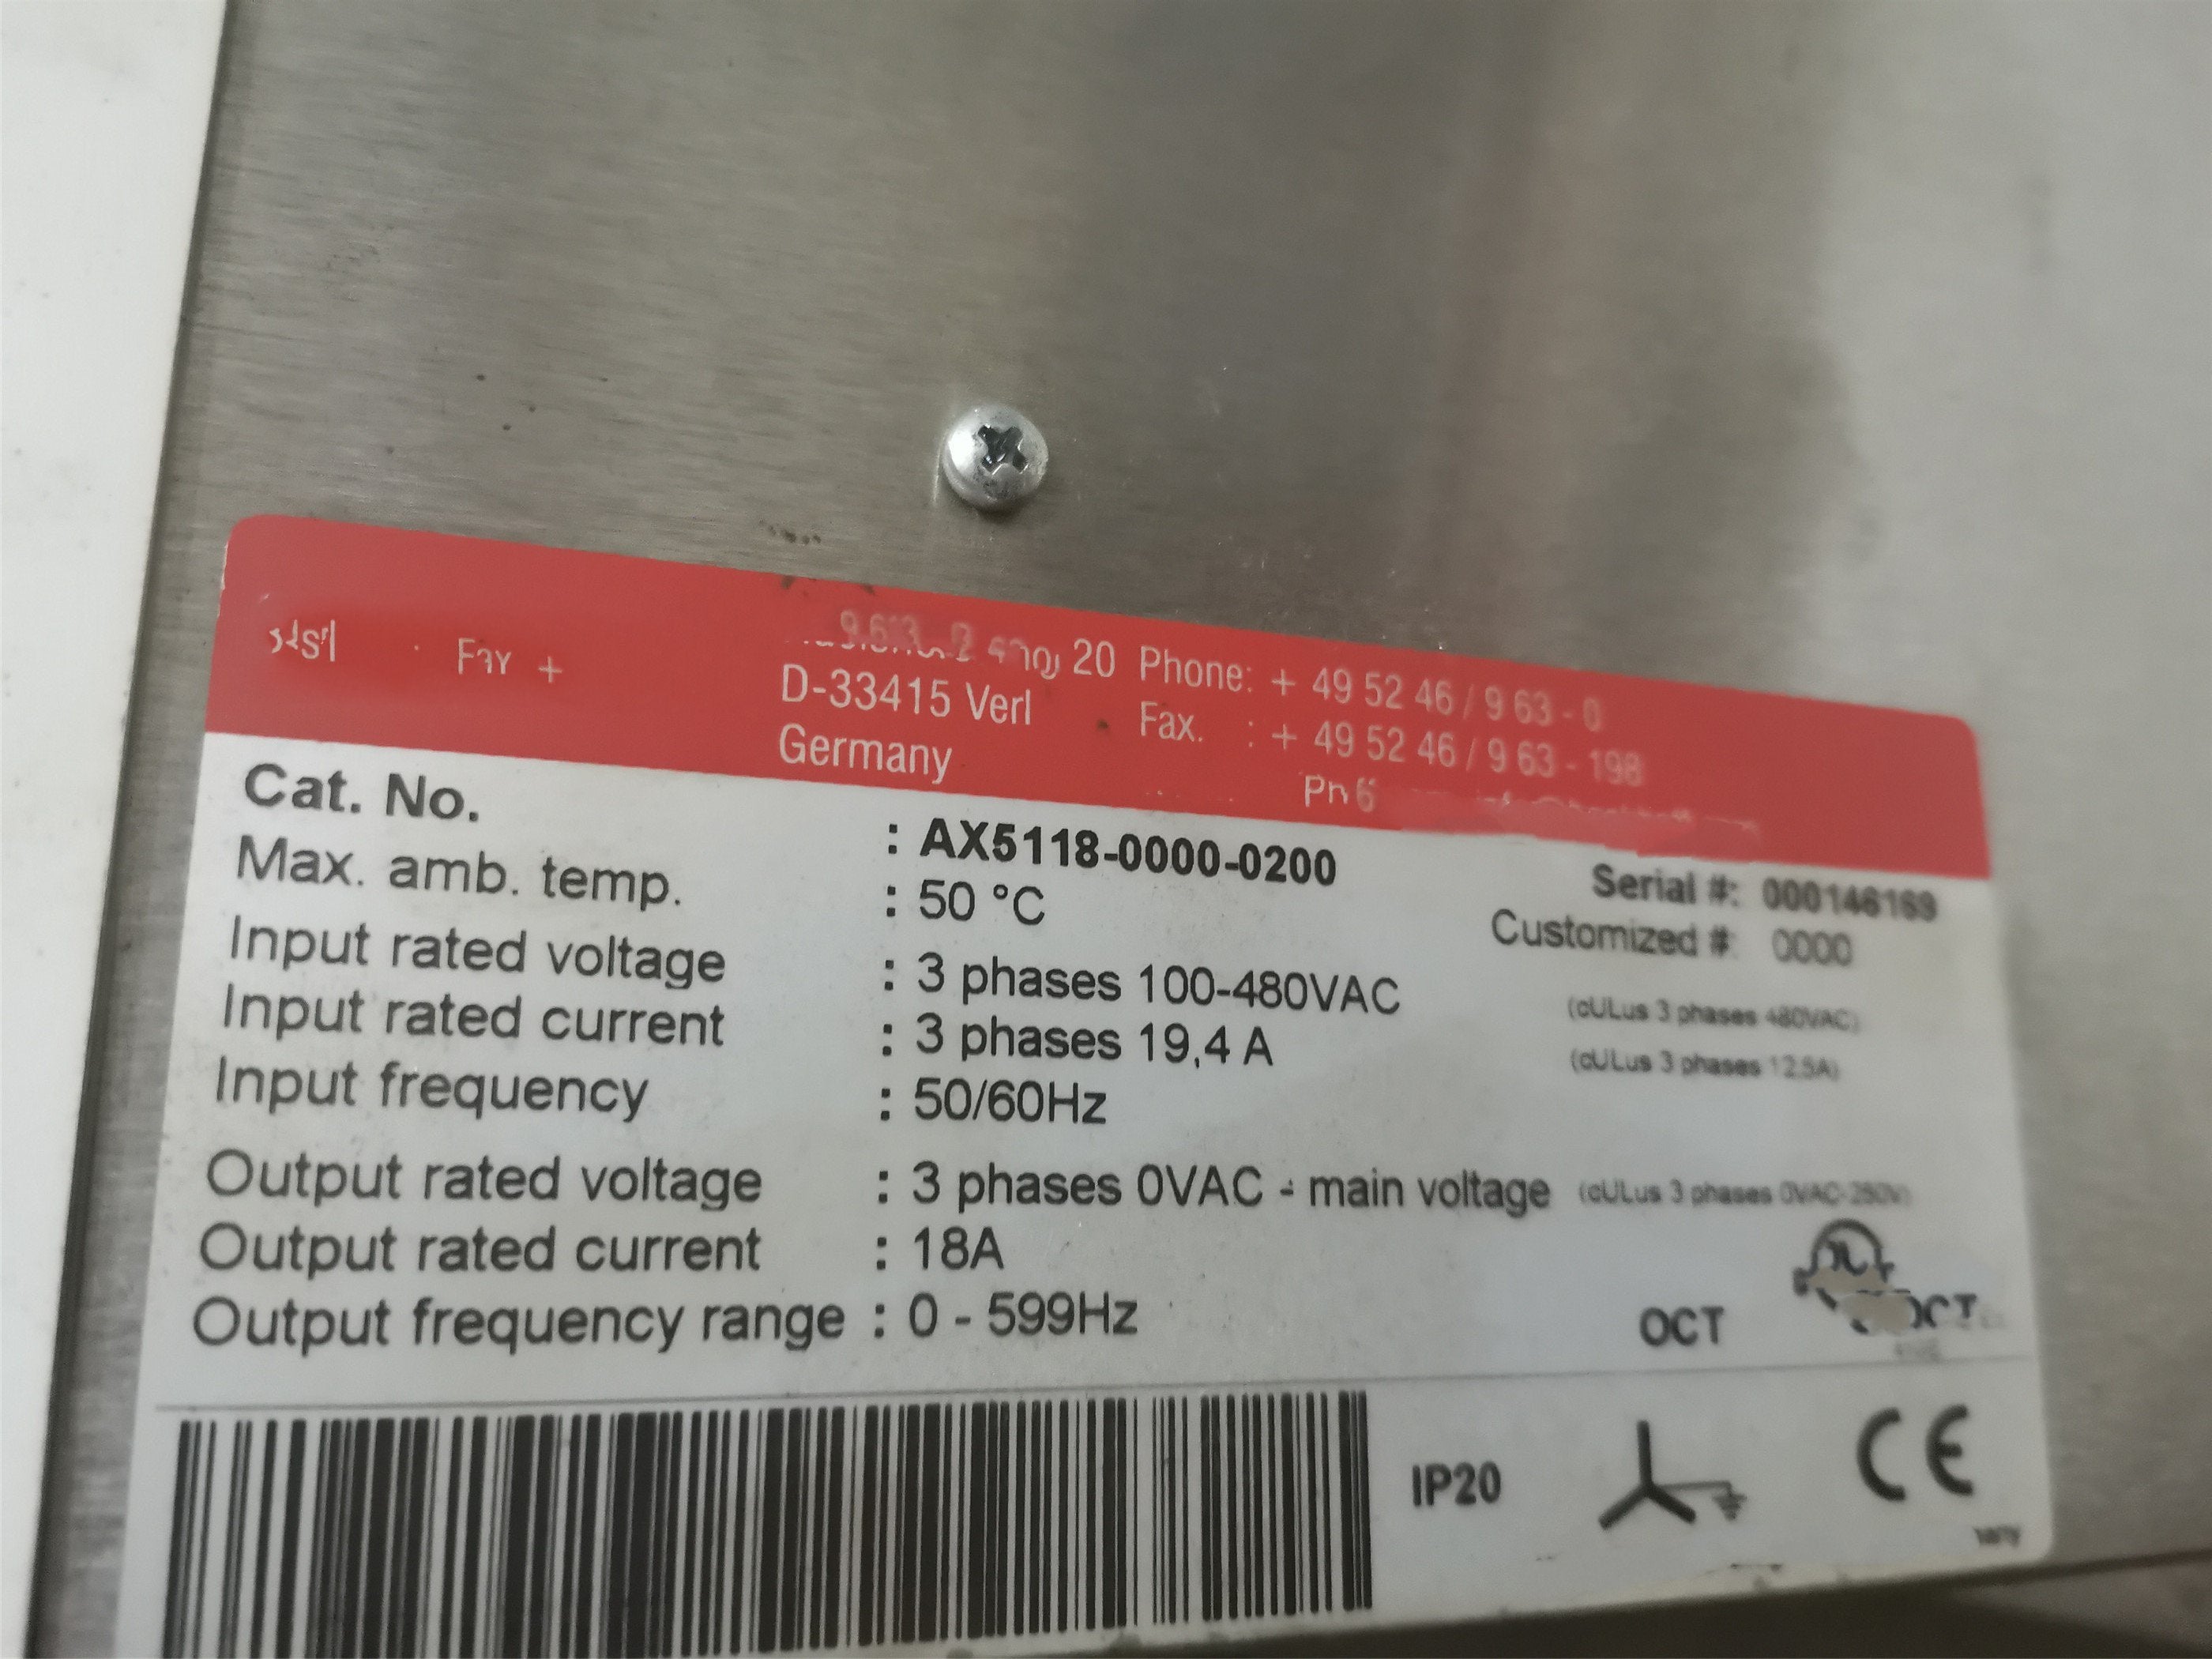 Fax +
20 Phone: + 49 52 46 / 9 63 - 0
D-33415 Verl Fax. : + 49 52 46 / 9 63 - 198
Germany
Cat. No. : AX5118-0000-0200 Serial #: 000146169
Max. amb. temp. : 50 °C Customized # 0000
Input rated voltage : 3 phases 100-480VAC (cULus 3 phases 480VAC)
Input rated current : 3 phases 19,4 A (cULus 3 phases 12.5A)
Input frequency : 50/60Hz
Output rated voltage : 3 phases 0VAC - main voltage (cULus 3 phases
Output rated current : 18A
Output frequency range : 0 - 599Hz OCT
IP20 CE